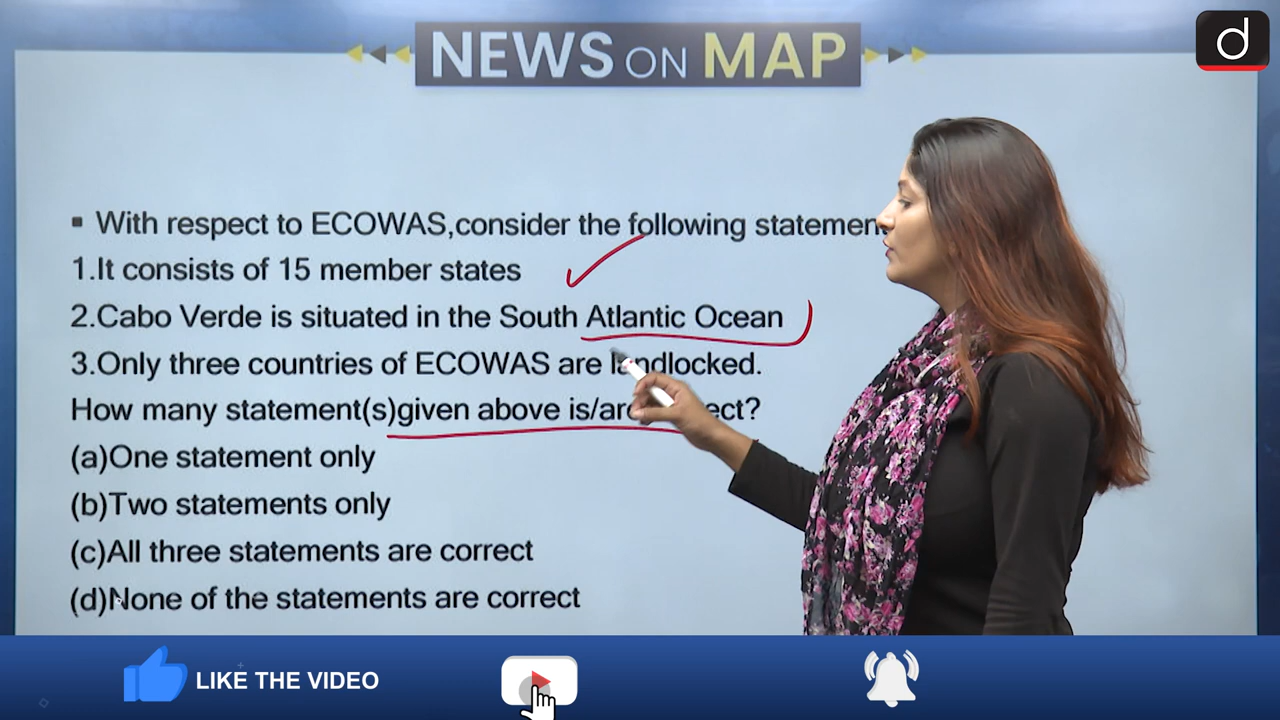 NEWS ON MAP
d
▪ With respect to ECOWAS,consider the following
1.It consists of 15 member states
2.Cabo Verde is situated in the South Atlantic Ocean
3.Only three countries of ECOWAS are landlocked.
How many statement(s)given above is/are
(a)One statement only
(b)Two statements only
(c)All three statements are correct
(d)None of the statements are correct
LIKE THE VIDEO